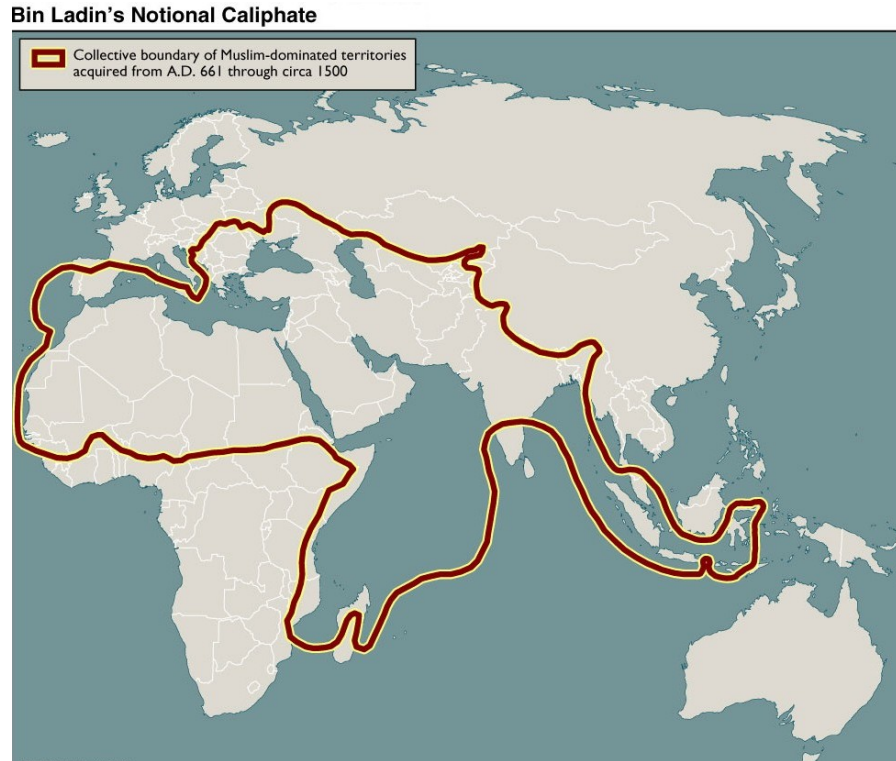 Bin Ladin's Notional Caliphate
Collective boundary of Muslim-dominated territories
acquired from A.D. 661 through circa 1500